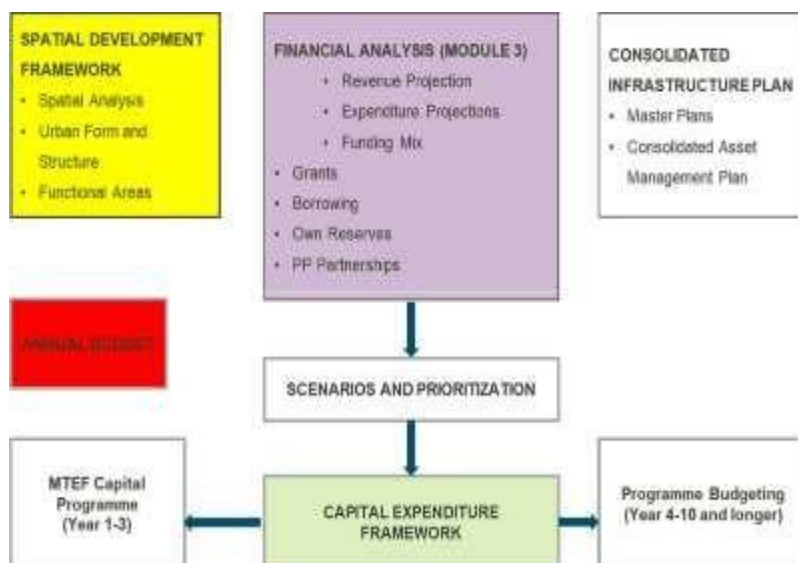 SPATIAL DEVELOPMENT
FRAMEWORK
• Spatial Analysis
• Urban Form and
Structure
• Functional Areas
FINANCIAL ANALYSIS (MODULE 3)
• Revenue Projection
• Expenditure Projections
• Funding Mix
• Grants
• Borrowing
• Own Reserves
• PP Partnerships
CONSOLIDATED
INFRASTRUCTURE PLAN
• Master Plans
• Consolidated Asset
Management Plan
ANNUAL BUDGET
SCENARIOS AND PRIORITIZATION
MTEF Capital
Programme
(Year 1-3)
CAPITAL EXPENDITURE
FRAMEWORK
Programme Budgeting
(Year 4-10 and longer)